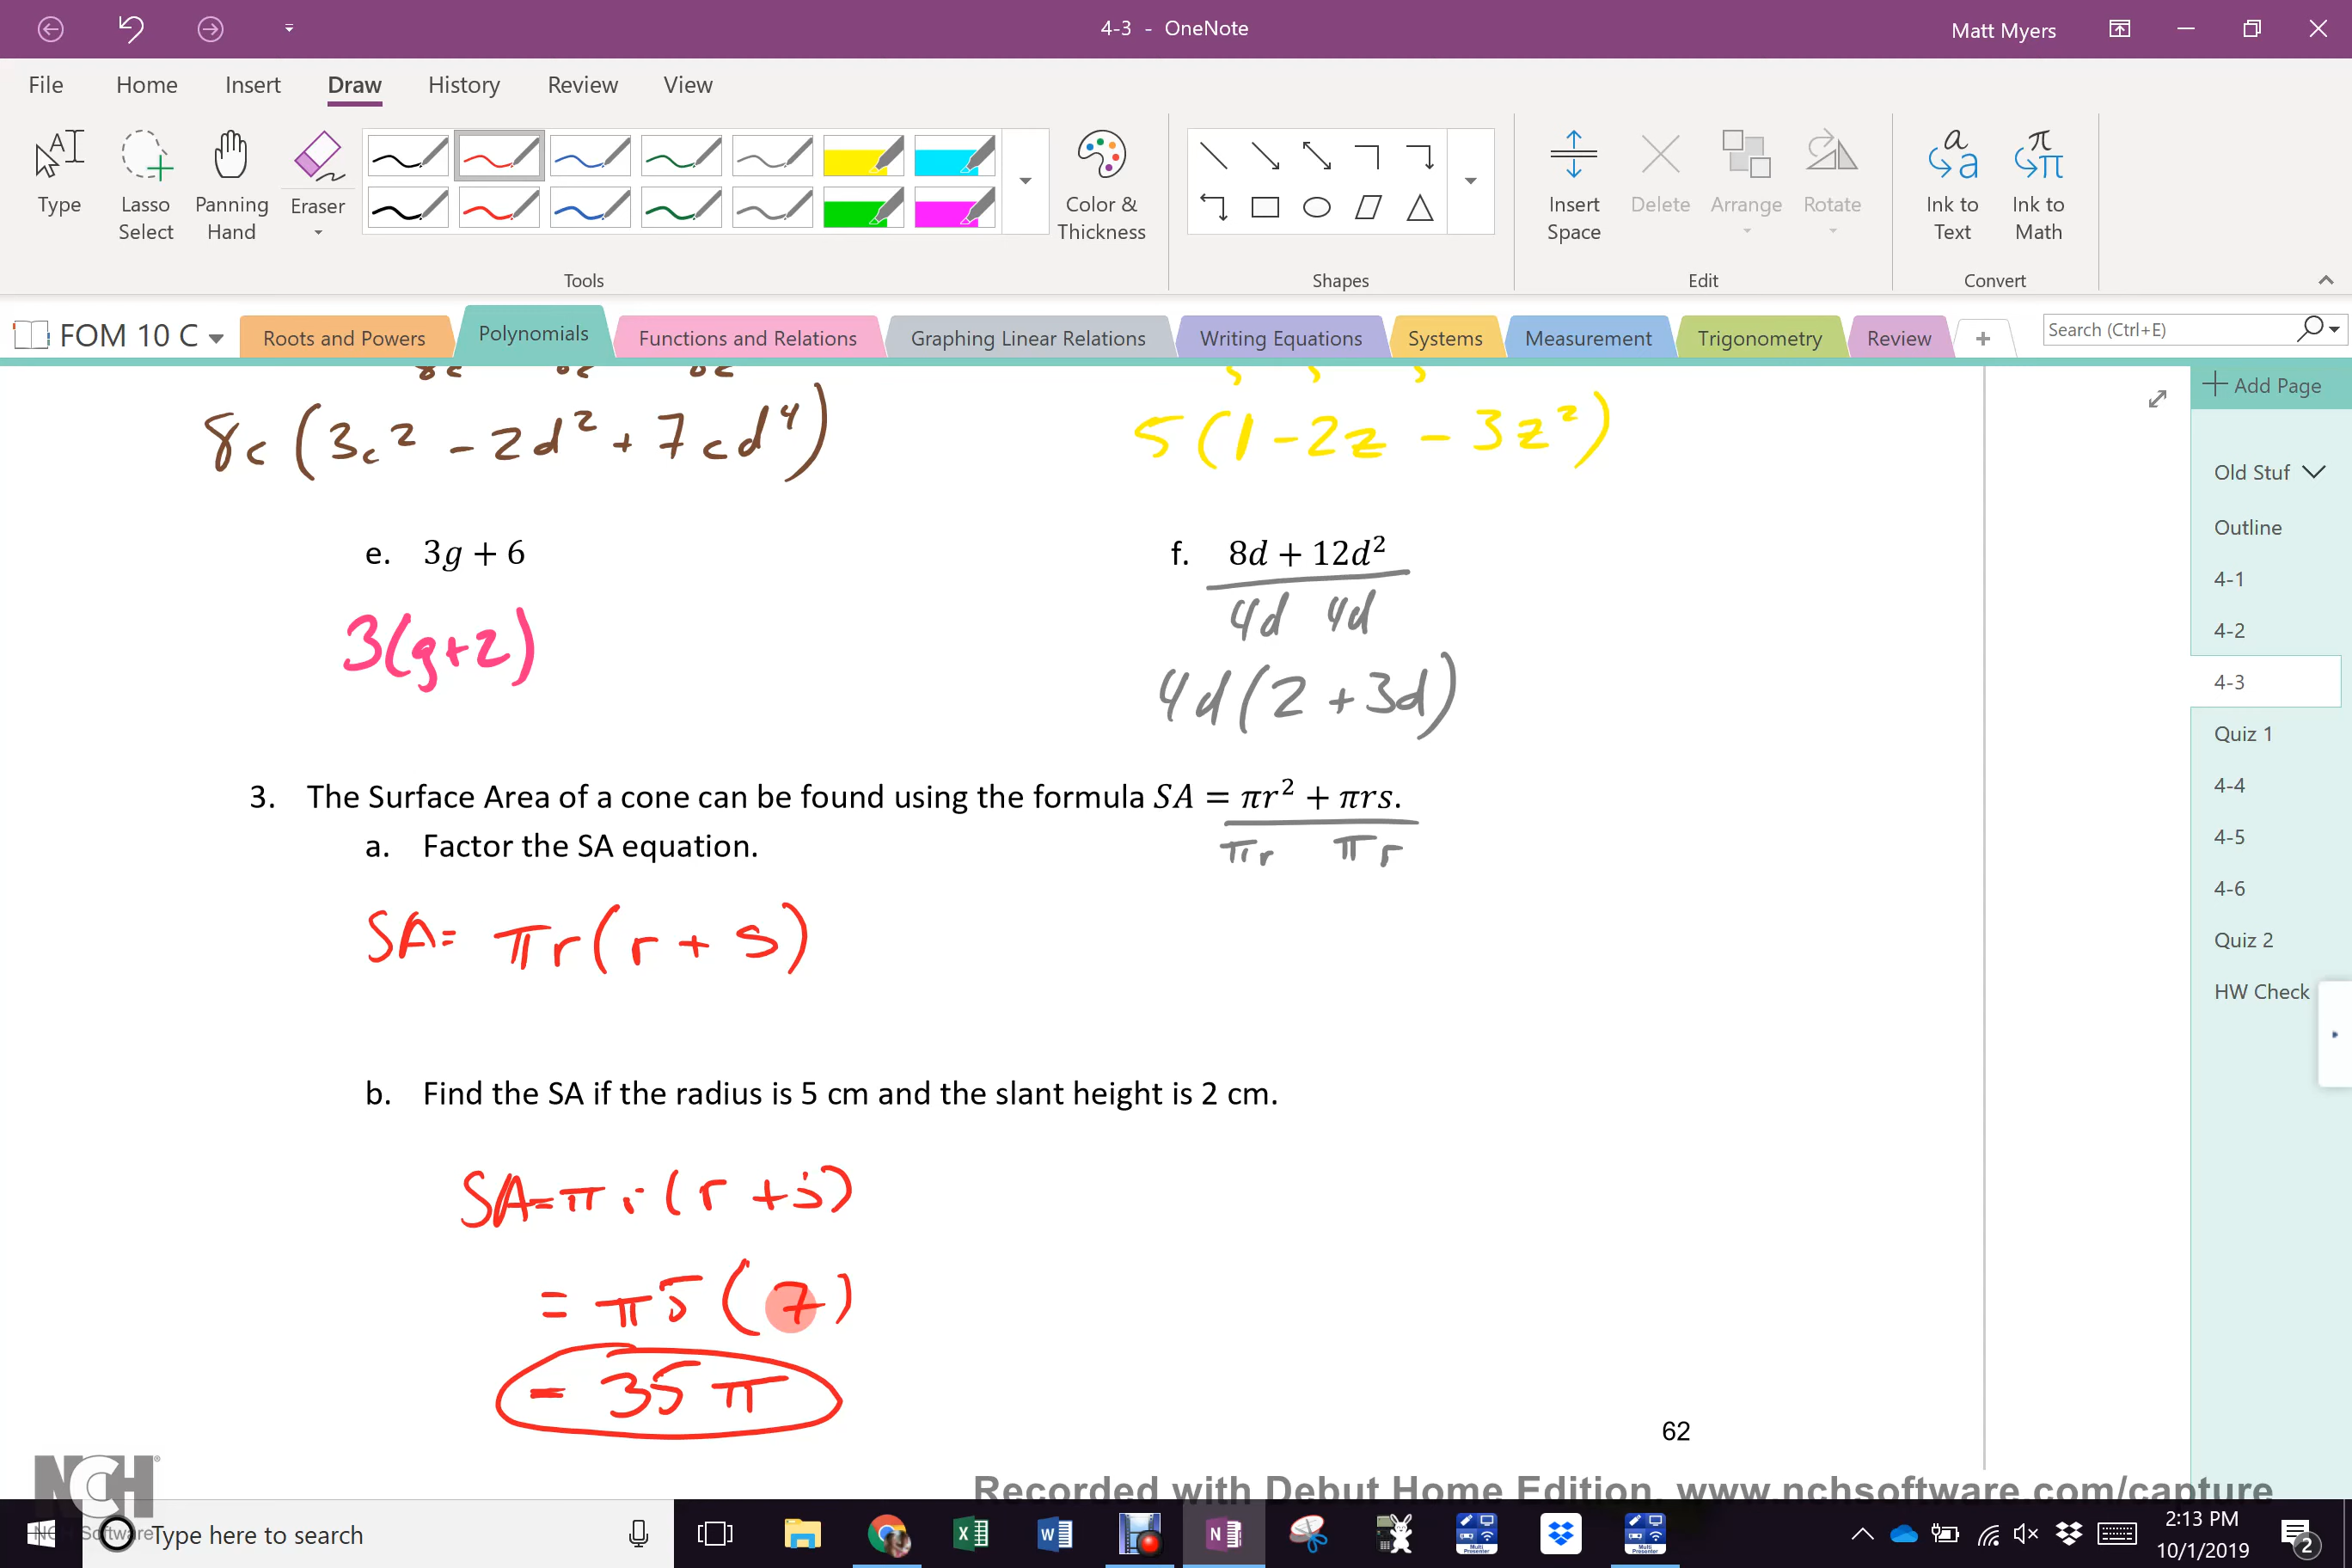 4-3 - OneNote
Matt Myers
File Home Insert Draw History Review View
Type
Lasso Select
Panning Hand
Eraser
Color & Thickness
Insert Space
Delete
Arrange
Rotate
Ink to Text
Ink to Math
Tools
Shapes
Edit
Convert
FOM 10 C
Roots and Powers
Polynomials
Functions and Relations
Graphing Linear Relations
Writing Equations
Systems
Measurement
Trigonometry
Review
Search (Ctrl+E)
Add Page
Old Stuf
Outline
4-1
4-2
4-3
Quiz 1
4-4
4-5
4-6
Quiz 2
HW Check
8c (3c² - 2d² + 7cd⁴)
5 (1 - 2z - 3z²)
e. 3g + 6
3(g+2)
f. 8d + 12d²
4d 4d
4d(2 + 3d)
3. The Surface Area of a cone can be found using the formula SA = πr² + πrs.
πr πr
a. Factor the SA equation.
SA= πr(r + s)
b. Find the SA if the radius is 5 cm and the slant height is 2 cm.
SA=πr(r + s)
= π5(7)
= 35π
62
NCH
NCH Software
Recorded with Debut Home Edition. www.nchsoftware.com/capture
Type here to search
2:13 PM
10/1/2019
2